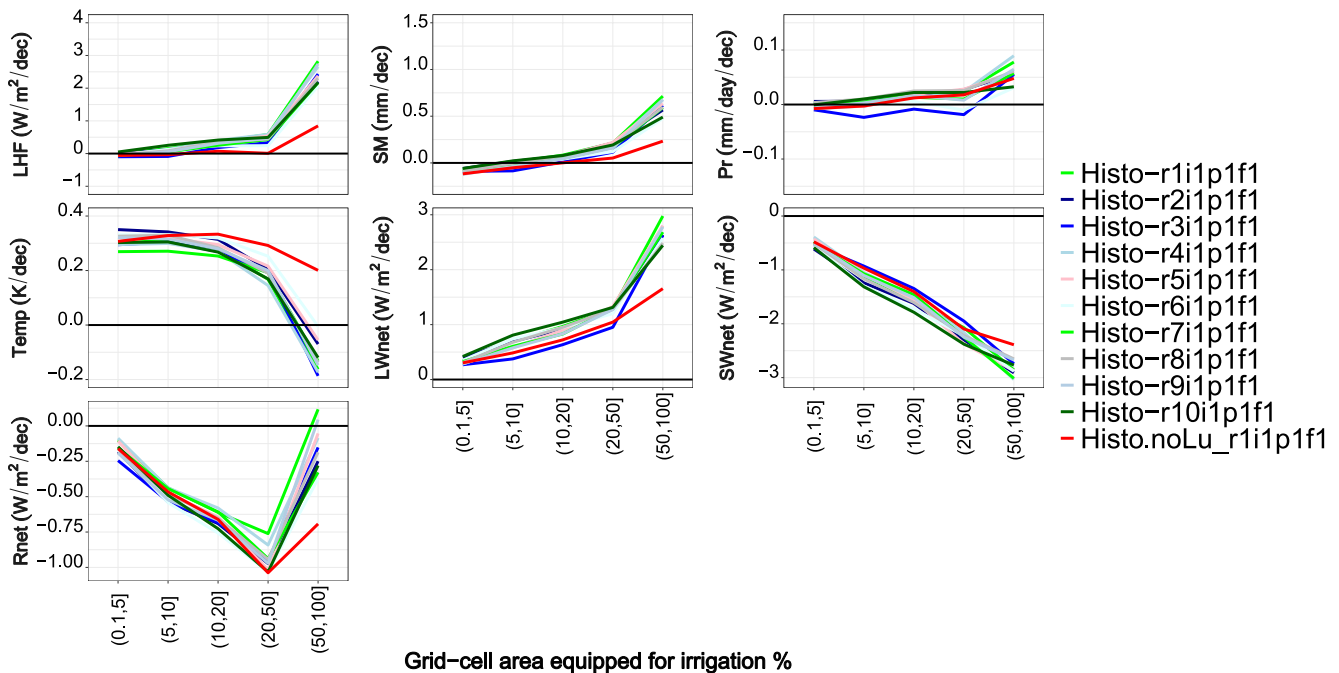 LHF (W/m²/dec)
4
3
2
1
0
−1
SM (mm/dec)
1.5
1.0
0.5
0.0
Pr (mm/day/dec)
0.1
0.0
−0.1
Temp (K/dec)
0.4
0.2
0.0
−0.2
LWnet (W/m²/dec)
3
2
1
0
SWnet (W/m²/dec)
0
−1
−2
−3
(0.1,5]
(5,10]
(10,20]
(20,50]
(50,100]
(0.1,5]
(5,10]
(10,20]
(20,50]
(50,100]
Rnet (W/m²/dec)
0.00
−0.25
−0.50
−0.75
−1.00
(0.1,5]
(5,10]
(10,20]
(20,50]
(50,100]
Grid−cell area equipped for irrigation %
Histo−r1i1p1f1
Histo−r2i1p1f1
Histo−r3i1p1f1
Histo−r4i1p1f1
Histo−r5i1p1f1
Histo−r6i1p1f1
Histo−r7i1p1f1
Histo−r8i1p1f1
Histo−r9i1p1f1
Histo−r10i1p1f1
Histo.noLu_r1i1p1f1